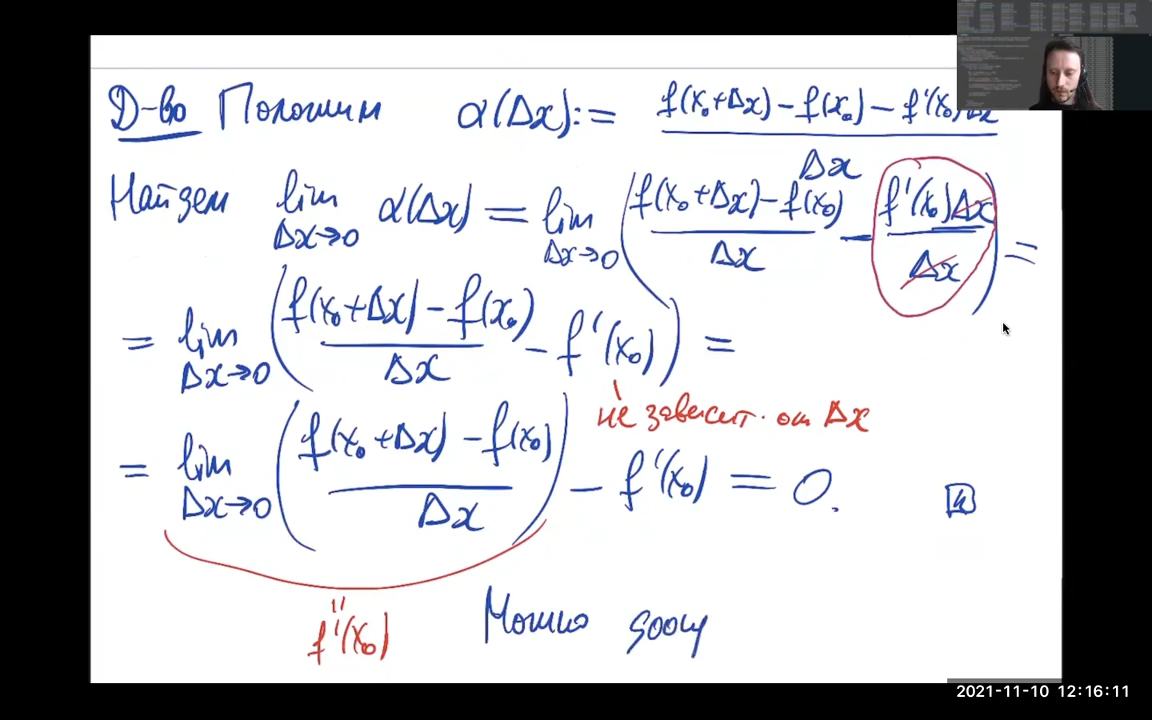 Д-во Положим α(Δx) := (f(x₀+Δx) - f(x₀) - f'(x₀)Δx) / Δx
Найдем lim_{Δx→0} α(Δx) = lim_{Δx→0} ( (f(x₀+Δx) - f(x₀)) / Δx - (f'(x₀)Δx) / Δx ) =
= lim_{Δx→0} ( (f(x₀+Δx) - f(x₀)) / Δx - f'(x₀) ) =
не зависит от Δx
= lim_{Δx→0} ( (f(x₀+Δx) - f(x₀)) / Δx ) - f'(x₀) = 0.
"
f'(x₀) Можно
2021-11-10 12:16:11